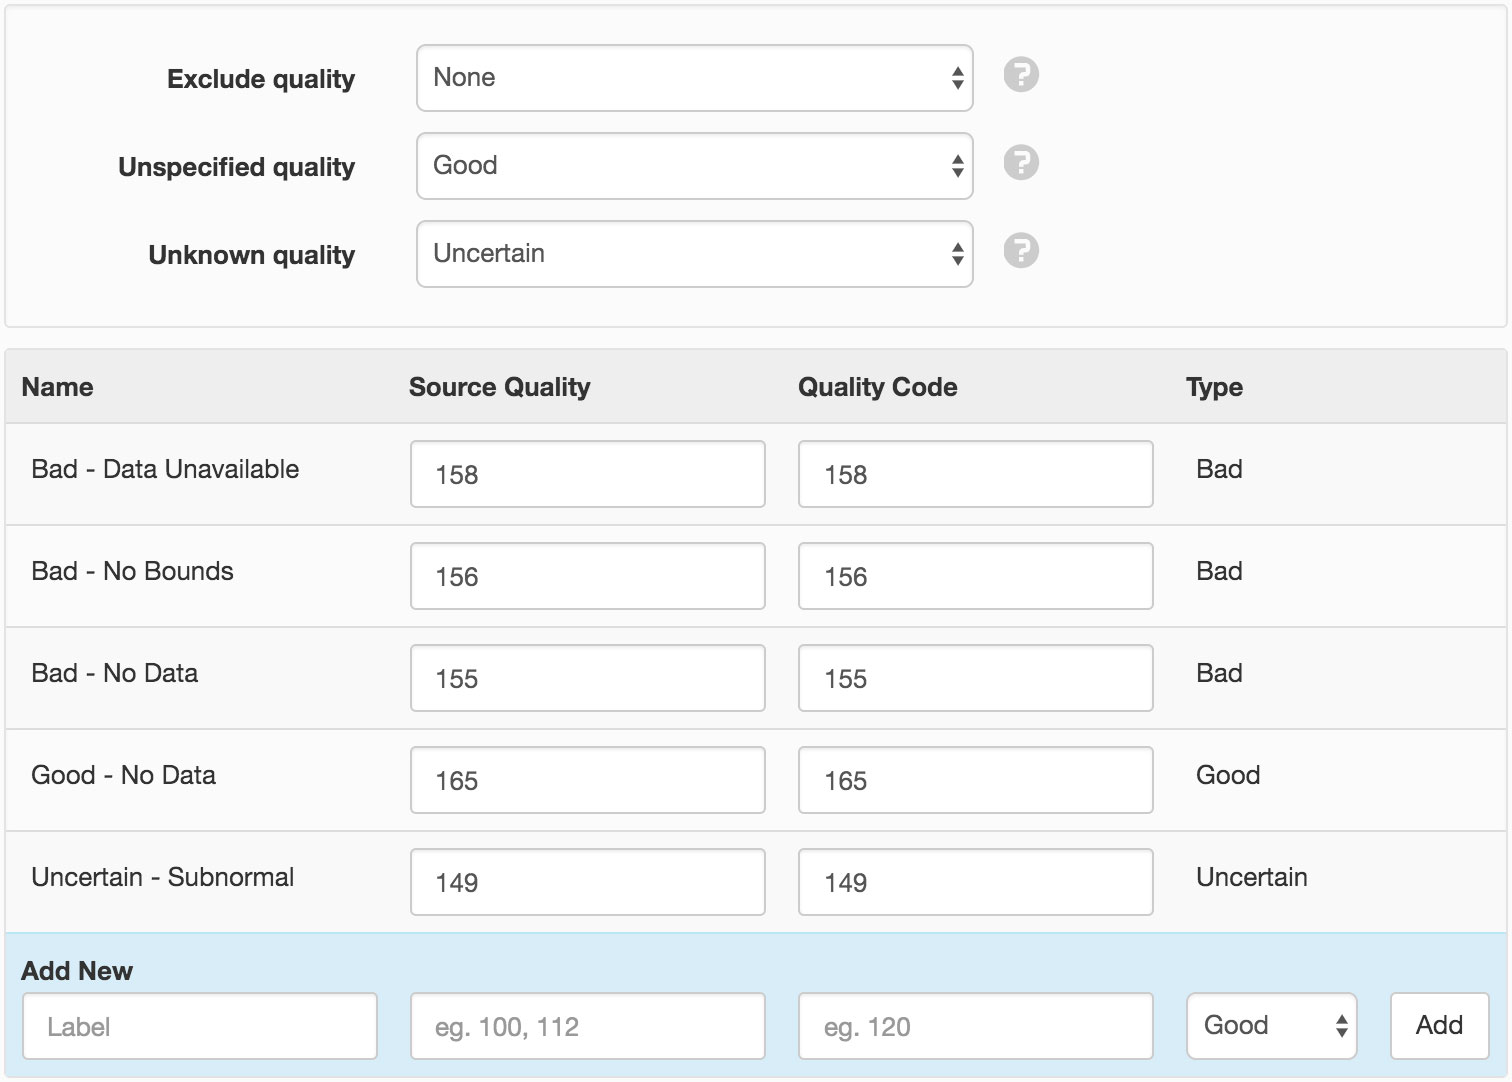 Exclude quality None ?
Unspecified quality Good ?
Unknown quality Uncertain ?
Name Source Quality Quality Code Type
Bad - Data Unavailable 158 158 Bad
Bad - No Bounds 156 156 Bad
Bad - No Data 155 155 Bad
Good - No Data 165 165 Good
Uncertain - Subnormal 149 149 Uncertain
Add New
Label eg. 100, 112 eg. 120 Good Add